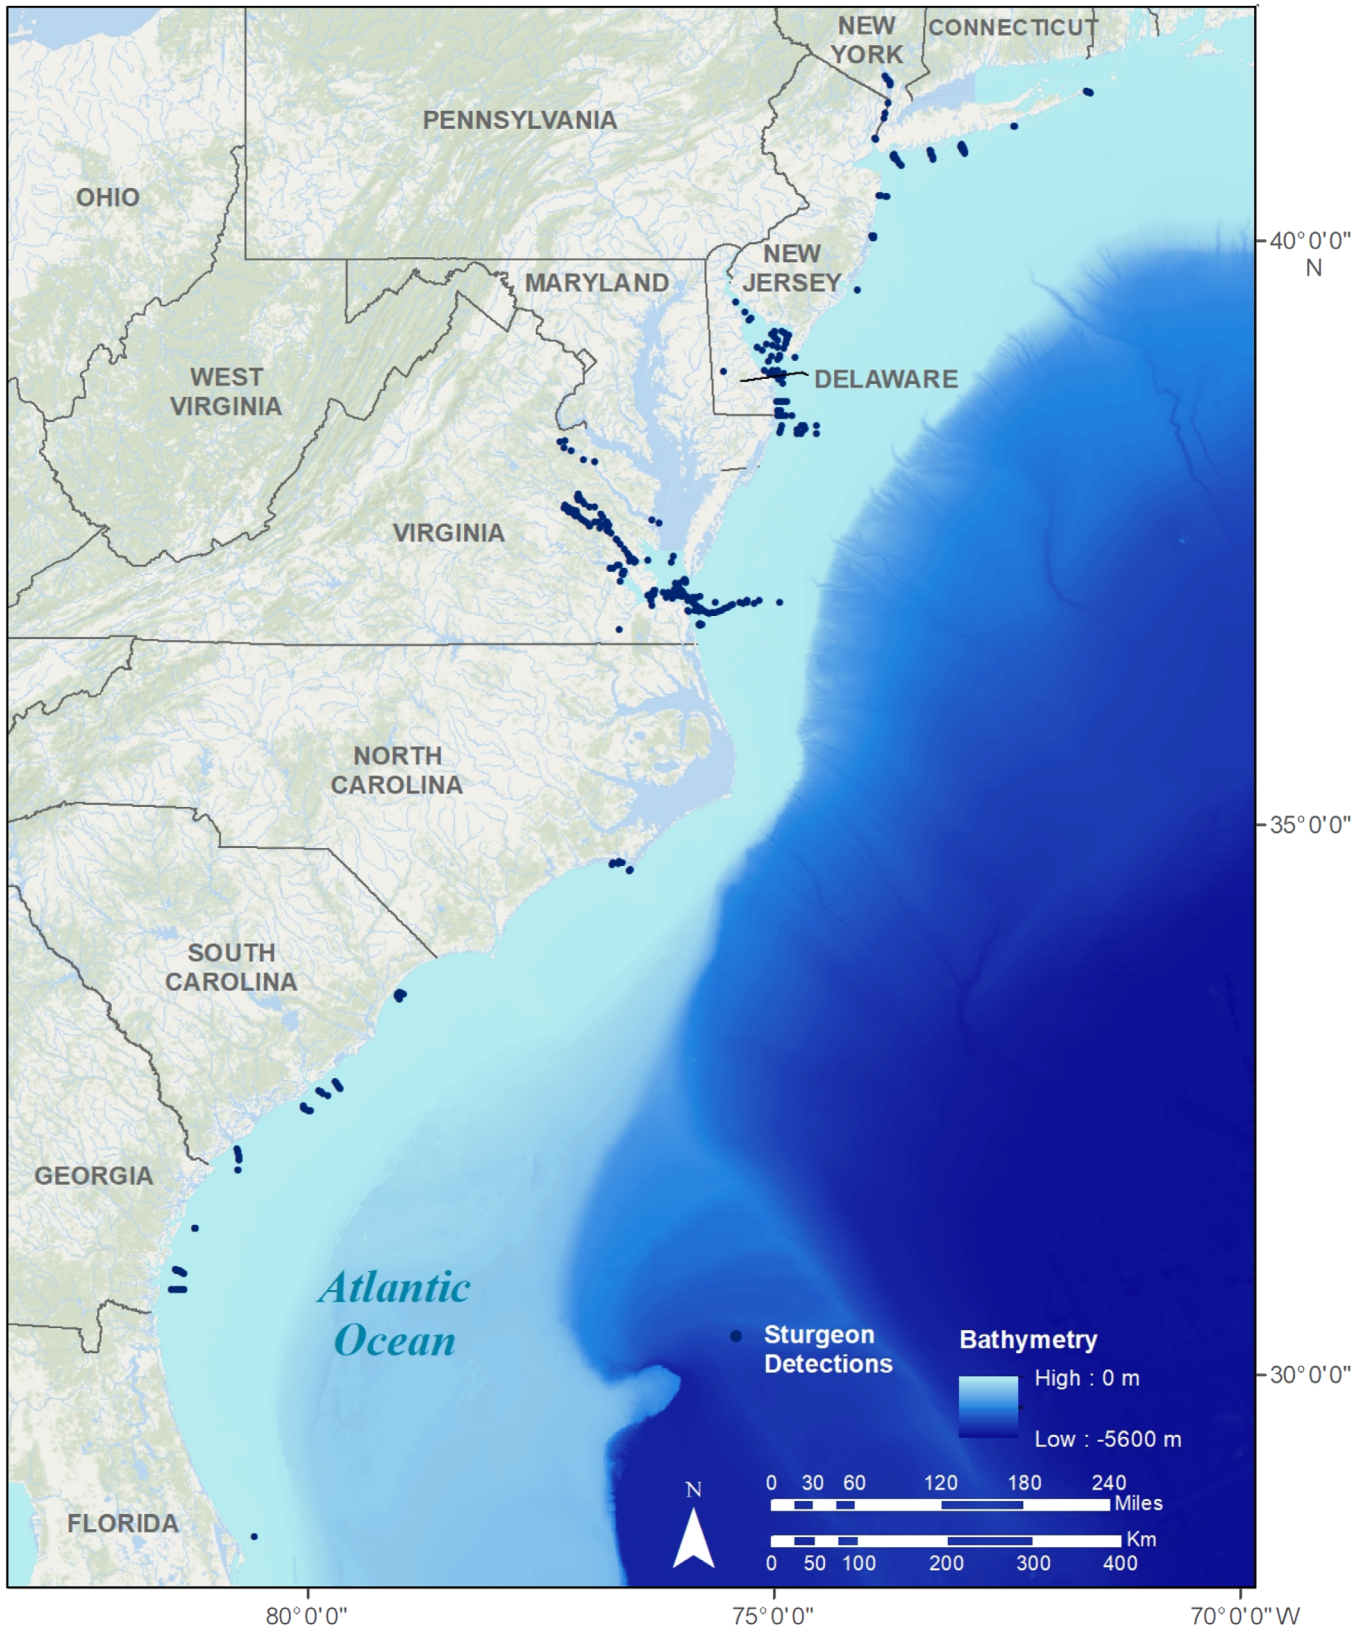 NEW
YORK
CONNECTICUT
PENNSYLVANIA
OHIO
40°0'0"
N
NEW
JERSEY
MARYLAND
WEST
VIRGINIA
DELAWARE
VIRGINIA
NORTH
CAROLINA
35°0'0"
SOUTH
CAROLINA
GEORGIA
Atlantic
Ocean
Sturgeon
Detections
Bathymetry
High : 0 m
Low : -5600 m
30°0'0"
N
0 30 60 120 180 240
Miles
Km
0 50 100 200 300 400
FLORIDA
80°0'0"
75°0'0"
70°0'0"W